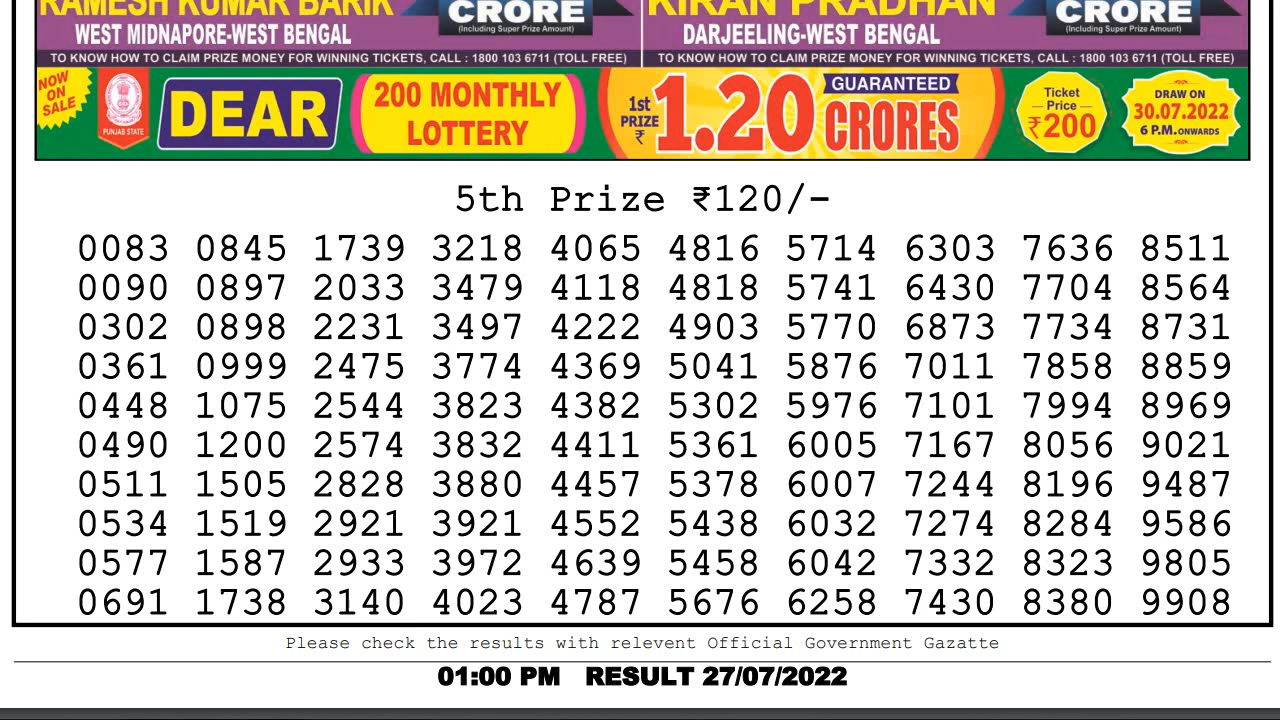 RAMESH KUMAR BARIK
CRORE
(Including Super Prize Amount)
WEST MIDNAPORE-WEST BENGAL
KIRAN PRADHAN
CRORE
(Including Super Prize Amount)
DARJEELING-WEST BENGAL
TO KNOW HOW TO CLAIM PRIZE MONEY FOR WINNING TICKETS, CALL : 1800 103 6711 (TOLL FREE)
TO KNOW HOW TO CLAIM PRIZE MONEY FOR WINNING TICKETS, CALL : 1800 103 6711 (TOLL FREE)
NOW
ON
SALE
PUNJAB STATE
DEAR
200 MONTHLY
LOTTERY
1st
PRIZE
₹
1.20
GUARANTEED
CRORES
Ticket
Price
₹200
DRAW ON
30.07.2022
6 P.M. ONWARDS
5th Prize ₹120/-
0083 0845 1739 3218 4065 4816 5714 6303 7636 8511
0090 0897 2033 3479 4118 4818 5741 6430 7704 8564
0302 0898 2231 3497 4222 4903 5770 6873 7734 8731
0361 0999 2475 3774 4369 5041 5876 7011 7858 8859
0448 1075 2544 3823 4382 5302 5976 7101 7994 8969
0490 1200 2574 3832 4411 5361 6005 7167 8056 9021
0511 1505 2828 3880 4457 5378 6007 7244 8196 9487
0534 1519 2921 3921 4552 5438 6032 7274 8284 9586
0577 1587 2933 3972 4639 5458 6042 7332 8323 9805
0691 1738 3140 4023 4787 5676 6258 7430 8380 9908
Please check the results with relevent Official Government Gazatte
01:00 PM RESULT 27/07/2022